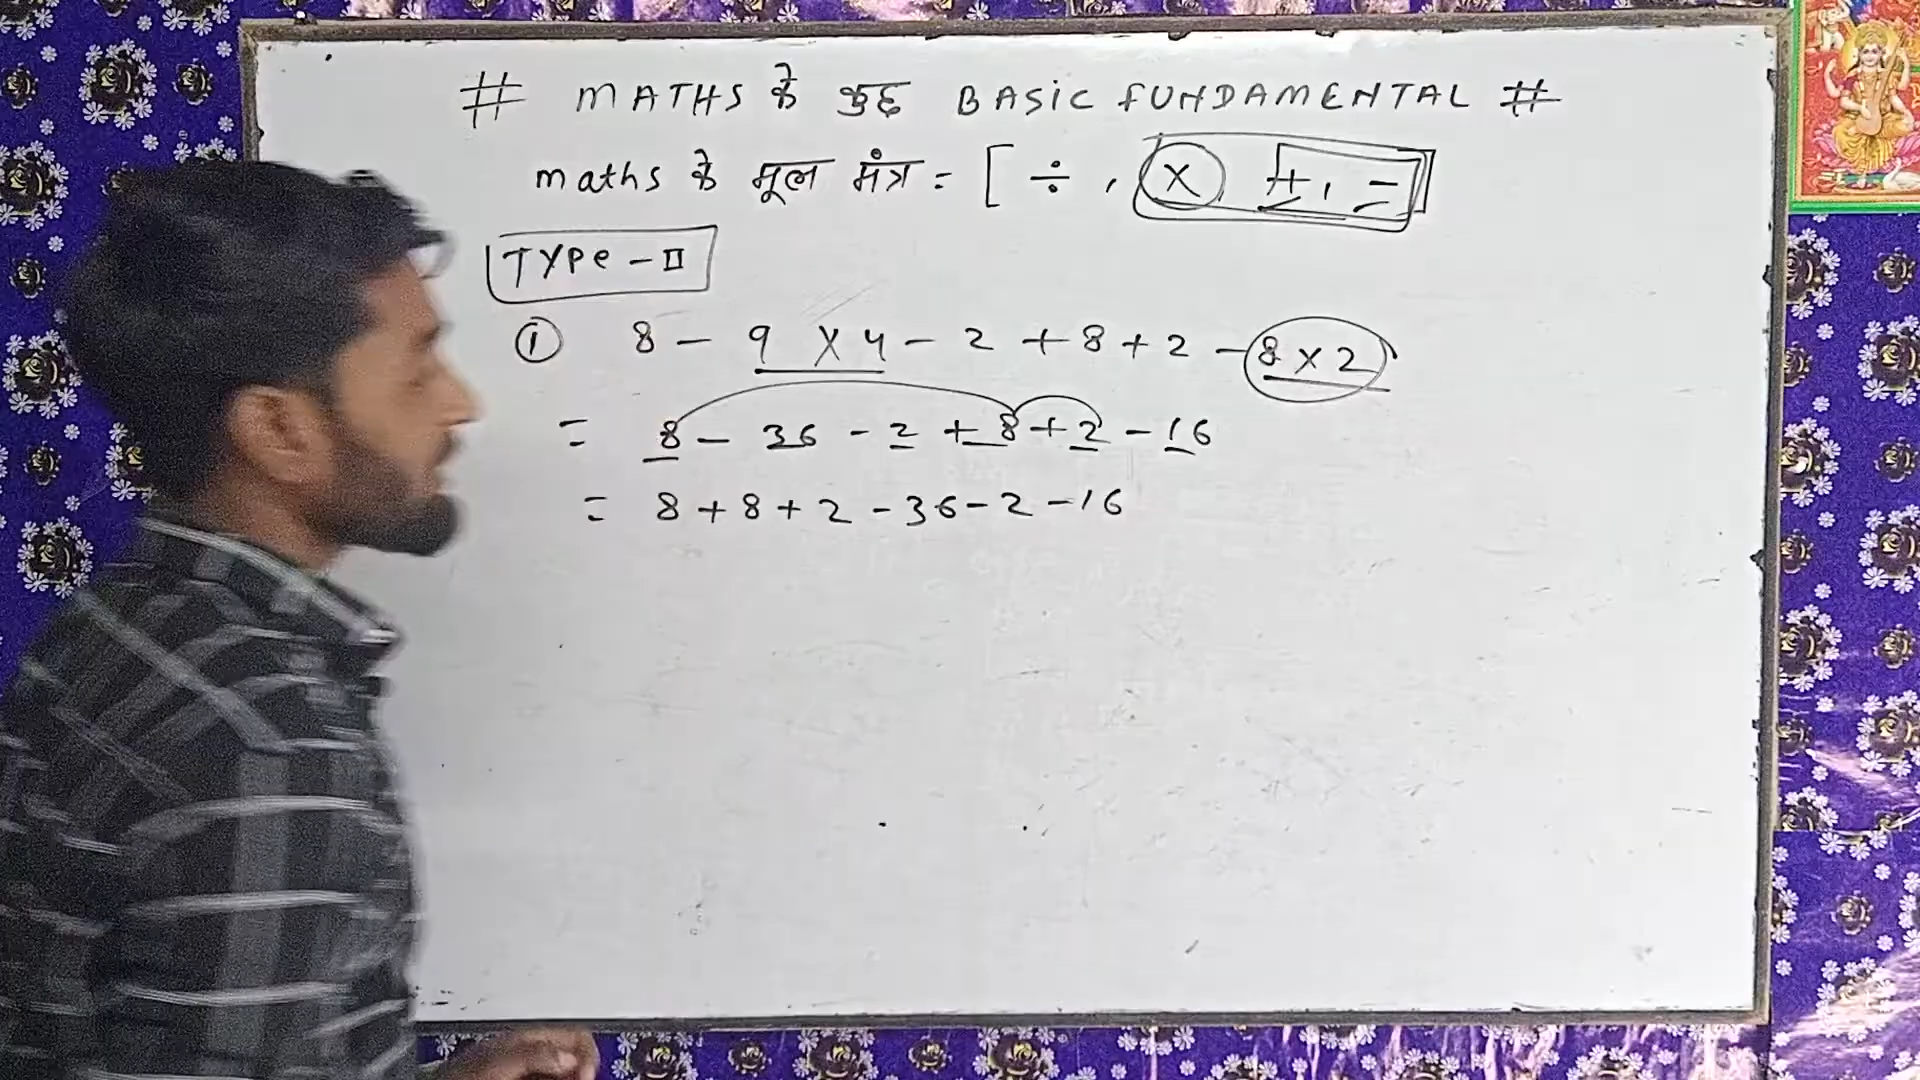 # MATHS के कुछ BASIC FUNDAMENTAL #
maths के मूल मंत्र = [ ÷ , × +, = ]
TYPE - II
① 8 - 9 × 4 - 2 + 8 + 2 - 8 × 2
= 8 - 36 - 2 + 8 + 2 - 16
= 8 + 8 + 2 - 36 - 2 - 16